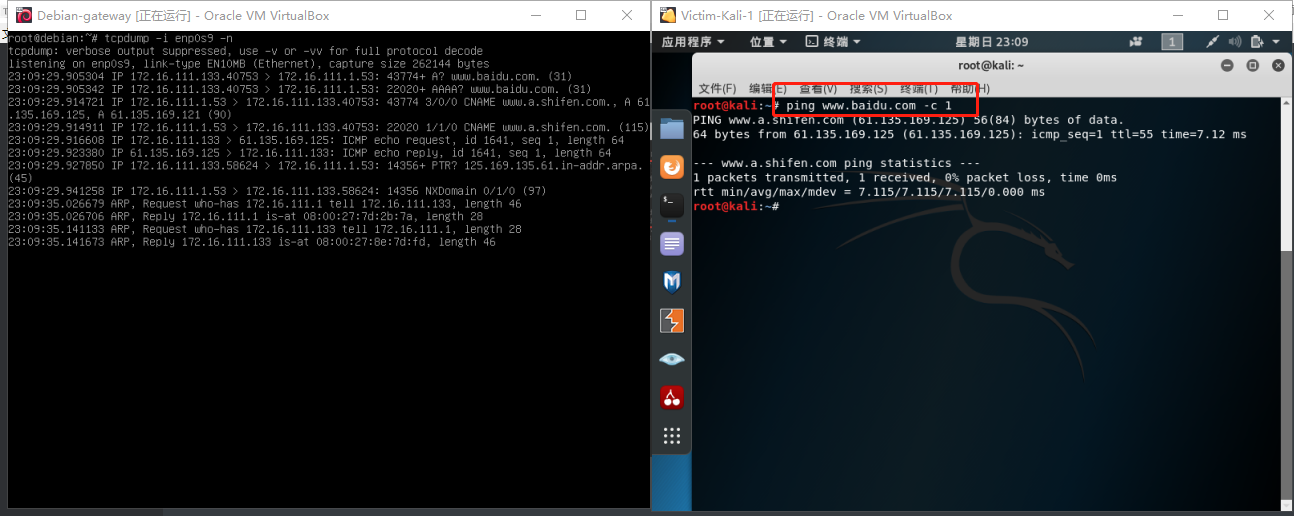 Debian-gateway [正在运行] - Oracle VM VirtualBox
root@debian:~# tcpdump -i enp0s9 -n
tcpdump: verbose output suppressed, use -v or -vv for full protocol decode
listening on enp0s9, link-type EN10MB (Ethernet), capture size 262144 bytes
23:09:29.905304 IP 172.16.111.133.40753 > 172.16.111.1.53: 43774+ A? www.baidu.com. (31)
23:09:29.905342 IP 172.16.111.133.40753 > 172.16.111.1.53: 22020+ AAAA? www.baidu.com. (31)
23:09:29.914721 IP 172.16.111.1.53 > 172.16.111.133.40753: 43774 3/0/0 CNAME www.a.shifen.com., A 61
.135.169.125, A 61.135.169.121 (90)
23:09:29.914911 IP 172.16.111.1.53 > 172.16.111.133.40753: 22020 1/1/0 CNAME www.a.shifen.com. (115)
23:09:29.916608 IP 172.16.111.133 > 61.135.169.125: ICMP echo request, id 1641, seq 1, length 64
23:09:29.923380 IP 61.135.169.125 > 172.16.111.133: ICMP echo reply, id 1641, seq 1, length 64
23:09:29.927850 IP 172.16.111.133.58624 > 172.16.111.1.53: 14356+ PTR? 125.169.135.61.in-addr.arpa.
(45)
23:09:29.941258 IP 172.16.111.1.53 > 172.16.111.133.58624: 14356 NXDomain 0/1/0 (97)
23:09:35.026679 ARP, Request who-has 172.16.111.1 tell 172.16.111.133, length 46
23:09:35.026706 ARP, Reply 172.16.111.1 is-at 08:00:27:7d:2b:7a, length 28
23:09:35.141133 ARP, Request who-has 172.16.111.133 tell 172.16.111.1, length 28
23:09:35.141673 ARP, Reply 172.16.111.133 is-at 08:00:27:8e:7d:fd, length 46
Victim-Kali-1 [正在运行] - Oracle VM VirtualBox
应用程序 位置 终端 星期日 23:09 1
root@kali: ~
文件(F) 编辑(E) 查看(V) 搜索(S) 终端(T) 帮助(H)
root@kali:~# ping www.baidu.com -c 1
PING www.a.shifen.com (61.135.169.125) 56(84) bytes of data.
64 bytes from 61.135.169.125 (61.135.169.125): icmp_seq=1 ttl=55 time=7.12 ms
--- www.a.shifen.com ping statistics ---
1 packets transmitted, 1 received, 0% packet loss, time 0ms
rtt min/avg/max/mdev = 7.115/7.115/7.115/0.000 ms
root@kali:~#